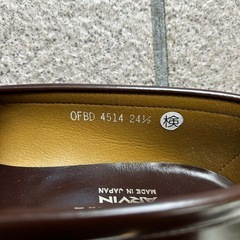 OFBD 4514 24½ 検
ARVIN
MADE IN JAPAN